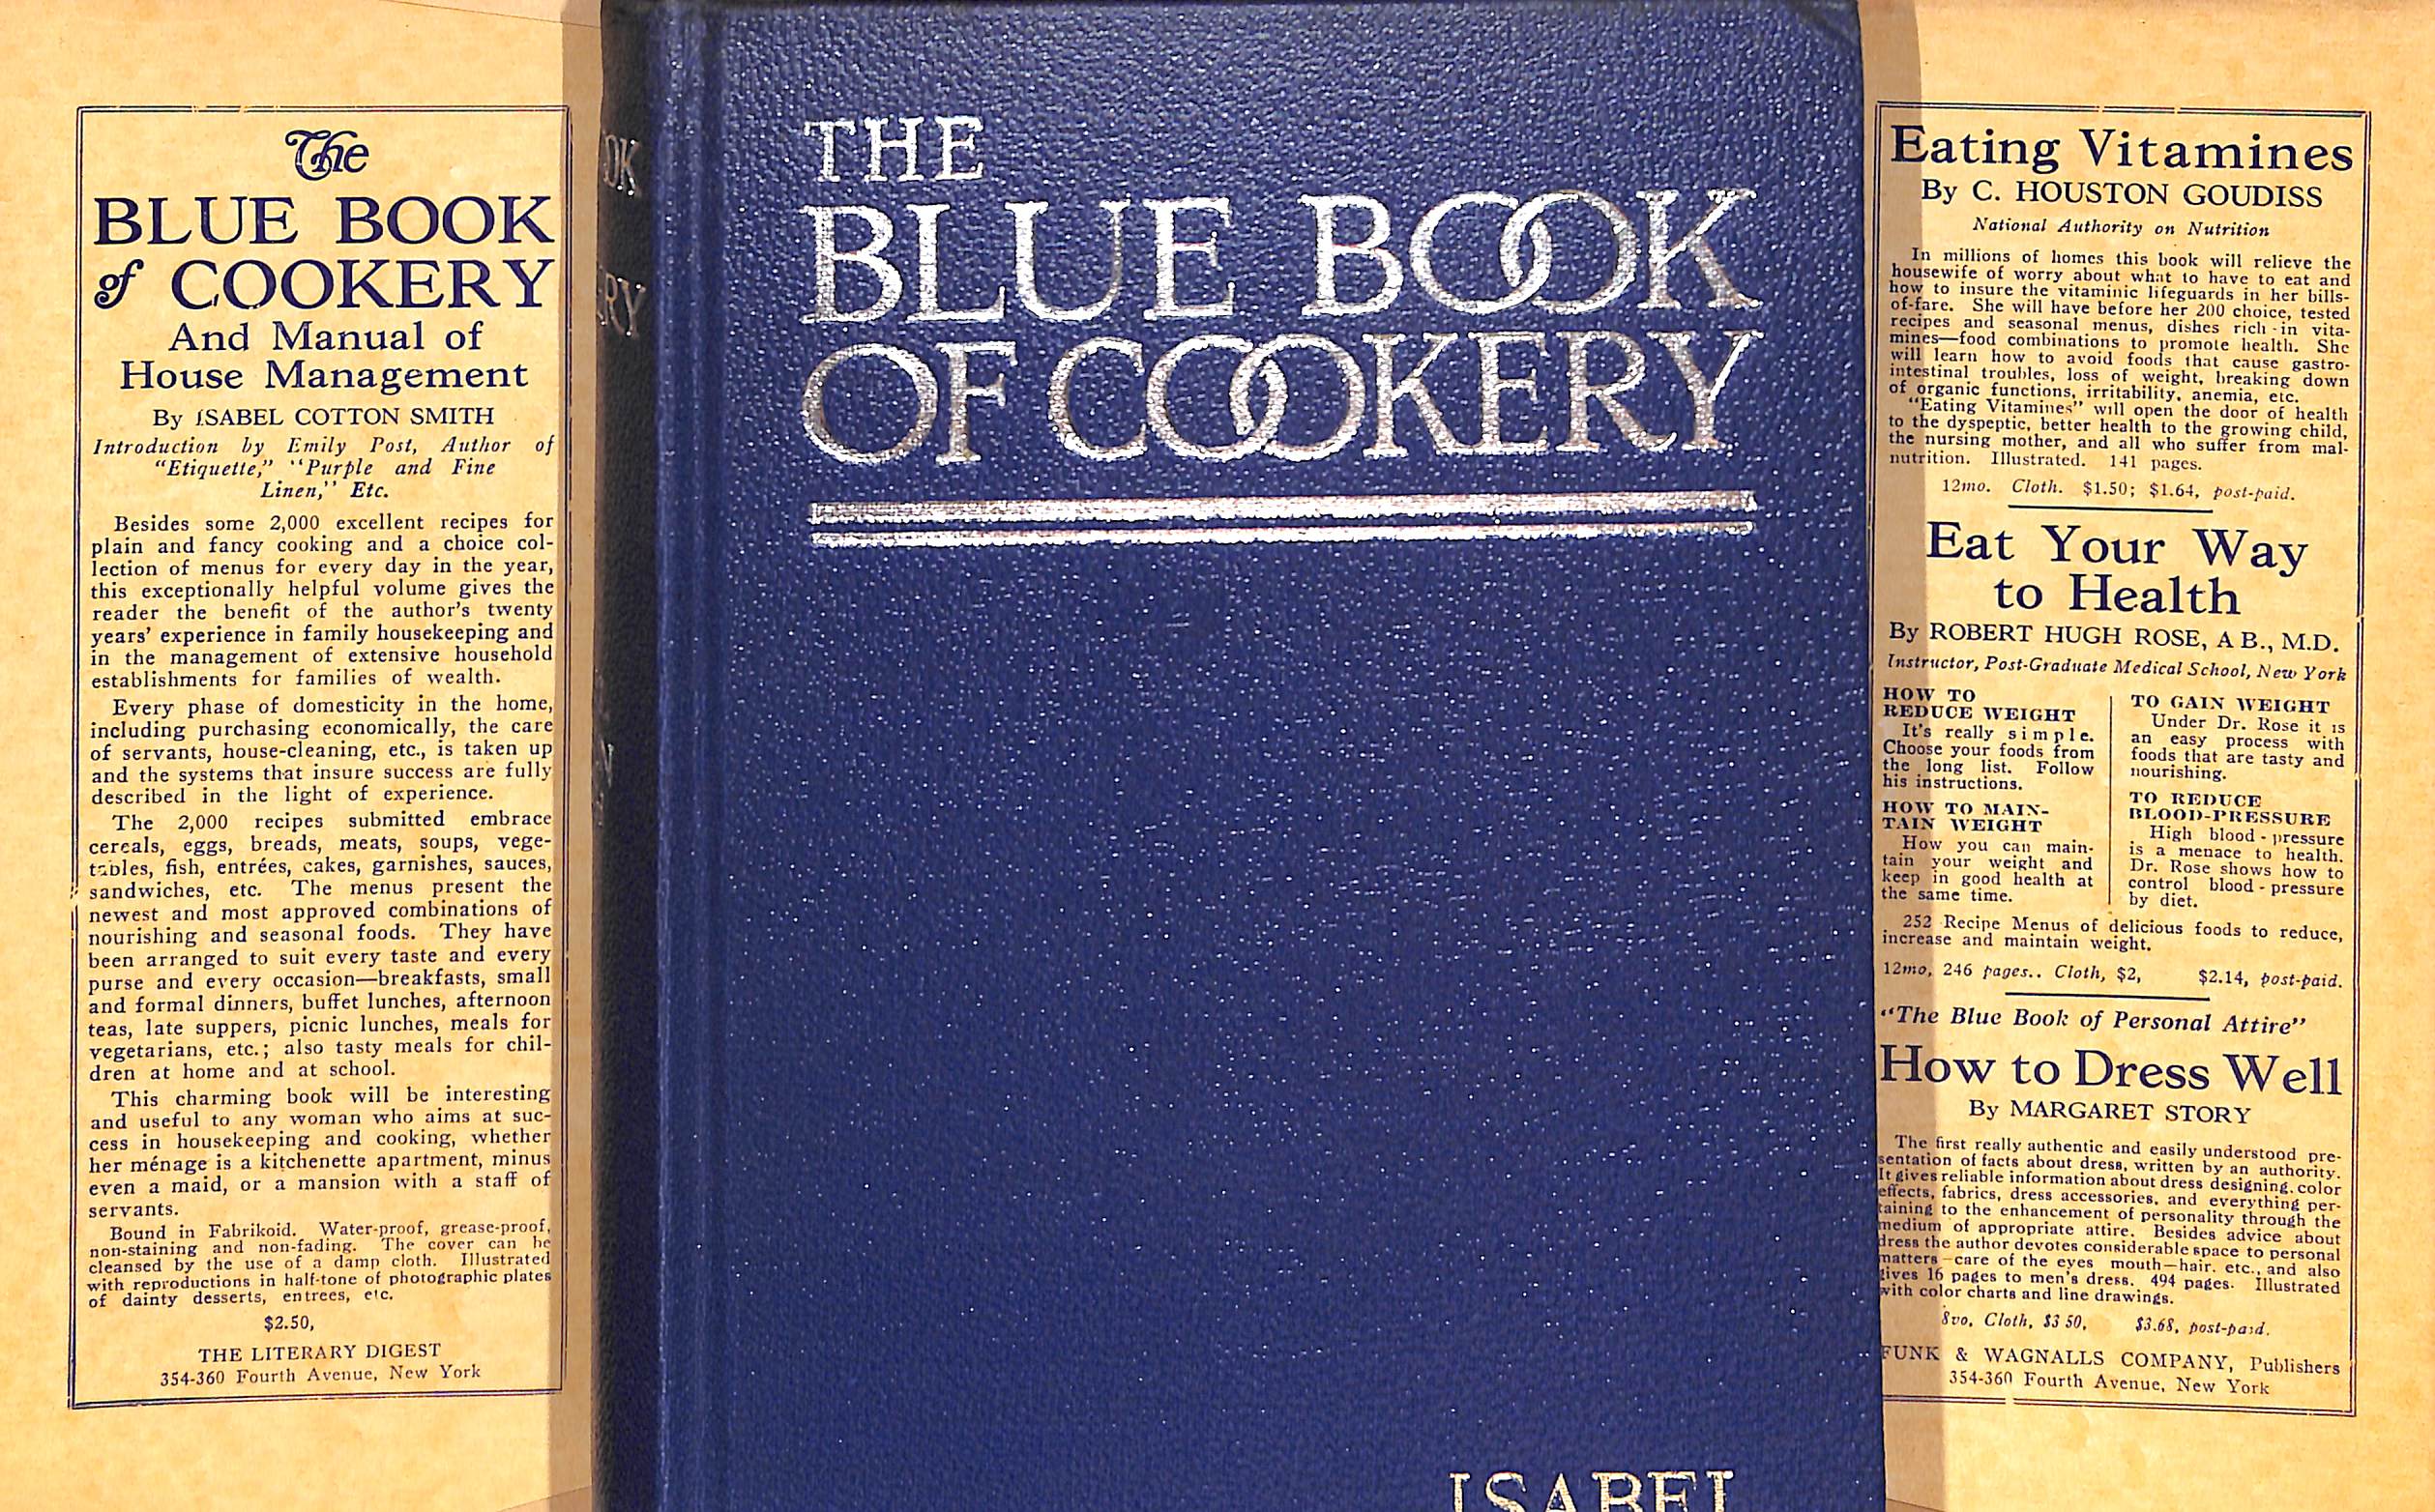 The
BLUE BOOK
of COOKERY
And Manual of
House Management
By ISABEL COTTON SMITH
Introduction by Emily Post, Author of
“Etiquette,” “Purple and Fine
Linen,” Etc.
Besides some 2,000 excellent recipes for
plain and fancy cooking and a choice col-
lection of menus for every day in the year,
this exceptionally helpful volume gives the
reader the benefit of the author's twenty
years' experience in family housekeeping and
in the management of extensive household
establishments for families of wealth.
Every phase of domesticity in the home,
including purchasing economically, the care
of servants, house-cleaning, etc., is taken up
and the systems that insure success are fully
described in the light of experience.
The 2,000 recipes submitted embrace
cereals, eggs, breads, meats, soups, vege-
tables, fish, entrées, cakes, garnishes, sauces,
sandwiches, etc. The menus present the
newest and most approved combinations of
nourishing and seasonal foods. They have
been arranged to suit every taste and every
purse and every occasion—breakfasts, small
and formal dinners, buffet lunches, afternoon
teas, late suppers, picnic lunches, meals for
vegetarians, etc.; also tasty meals for chil-
dren at home and at school.
This charming book will be interesting
and useful to any woman who aims at suc-
cess in housekeeping and cooking, whether
her ménage is a kitchenette apartment, minus
even a maid, or a mansion with a staff of
servants.
Bound in Fabrikoid. Water-proof, grease-proof,
non-staining and non-fading. The cover can be
cleansed by the use of a damp cloth. Illustrated
with reproductions in half-tone of photographic plates
of dainty desserts, entrees, etc.
$2.50,
THE LITERARY DIGEST
354-360 Fourth Avenue, New York
OK
RY
THE
BLUE BOOK
OF COOKERY
ISABEL
Eating Vitamines
By C. HOUSTON GOUDISS
National Authority on Nutrition
In millions of homes this book will relieve the
housewife of worry about what to have to eat and
how to insure the vitaminic lifeguards in her bills-
of-fare. She will have before her 200 choice, tested
recipes and seasonal menus, dishes rich in vita-
mines—food combinations to promote health. She
will learn how to avoid foods that cause gastro-
intestinal troubles, loss of weight, breaking down
of organic functions, irritability, anemia, etc.
“Eating Vitamines” will open the door of health
to the dyspeptic, better health to the growing child,
the nursing mother, and all who suffer from mal-
nutrition. Illustrated. 141 pages.
12mo. Cloth. $1.50; $1.64, post-paid.
Eat Your Way
to Health
By ROBERT HUGH ROSE, A B., M.D.
Instructor, Post-Graduate Medical School, New York
HOW TO
REDUCE WEIGHT
It's really simple.
Choose your foods from
the long list. Follow
his instructions.
HOW TO MAIN-
TAIN WEIGHT
How you can main-
tain your weight and
keep in good health at
the same time.
TO GAIN WEIGHT
Under Dr. Rose it is
an easy process with
foods that are tasty and
nourishing.
TO REDUCE
BLOOD-PRESSURE
High blood-pressure
is a menace to health.
Dr. Rose shows how to
control blood-pressure
by diet.
252 Recipe Menus of delicious foods to reduce,
increase and maintain weight.
12mo, 246 pages.. Cloth, $2, $2.14, post-paid.
“The Blue Book of Personal Attire”
How to Dress Well
By MARGARET STORY
The first really authentic and easily understood pre-
sentation of facts about dress, written by an authority.
It gives reliable information about dress designing, color
effects, fabrics, dress accessories, and everything per-
taining to the enhancement of personality through the
medium of appropriate attire. Besides advice about
dress the author devotes considerable space to personal
matters—care of the eyes mouth—hair. etc., and also
gives 16 pages to men's dress. 494 pages. Illustrated
with color charts and line drawings.
8vo, Cloth, $3 50, $3.68, post-paid.
FUNK & WAGNALLS COMPANY, Publishers
354-360 Fourth Avenue, New York